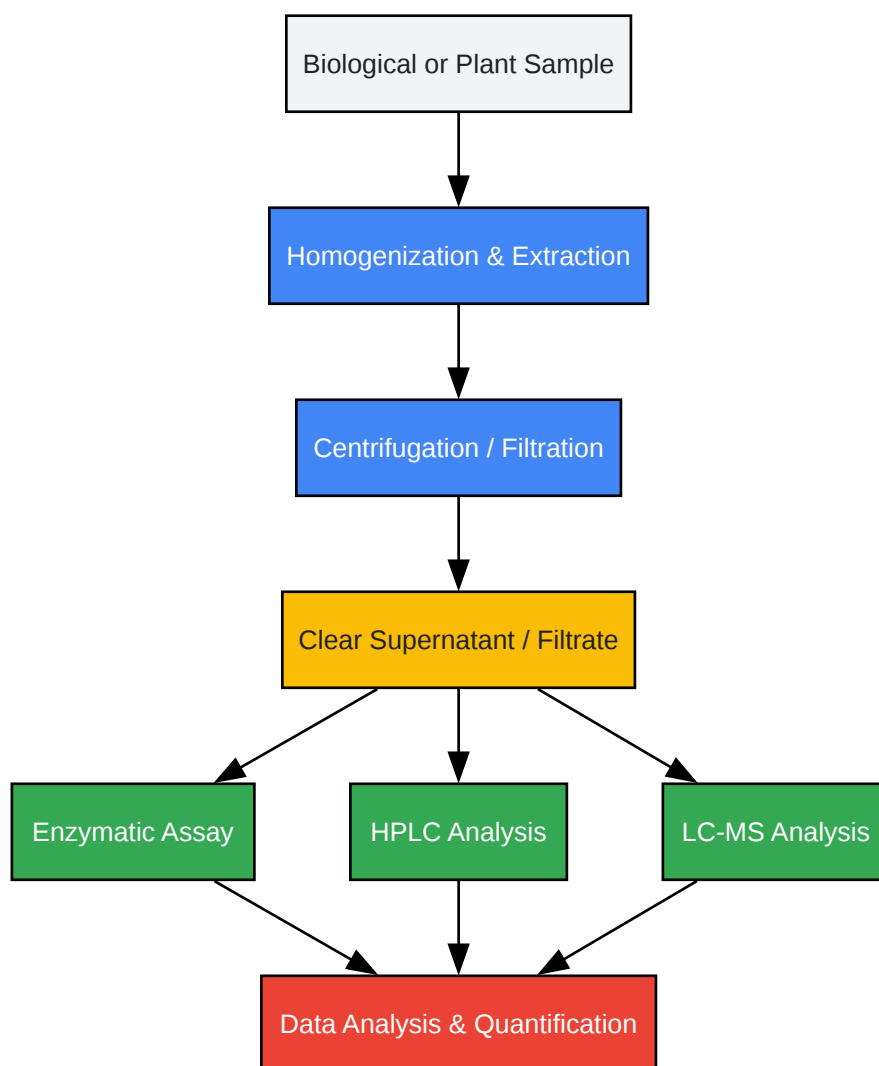 Biological or Plant Sample
Homogenization & Extraction
Centrifugation / Filtration
Clear Supernatant / Filtrate
Enzymatic Assay
HPLC Analysis
LC-MS Analysis
Data Analysis & Quantification